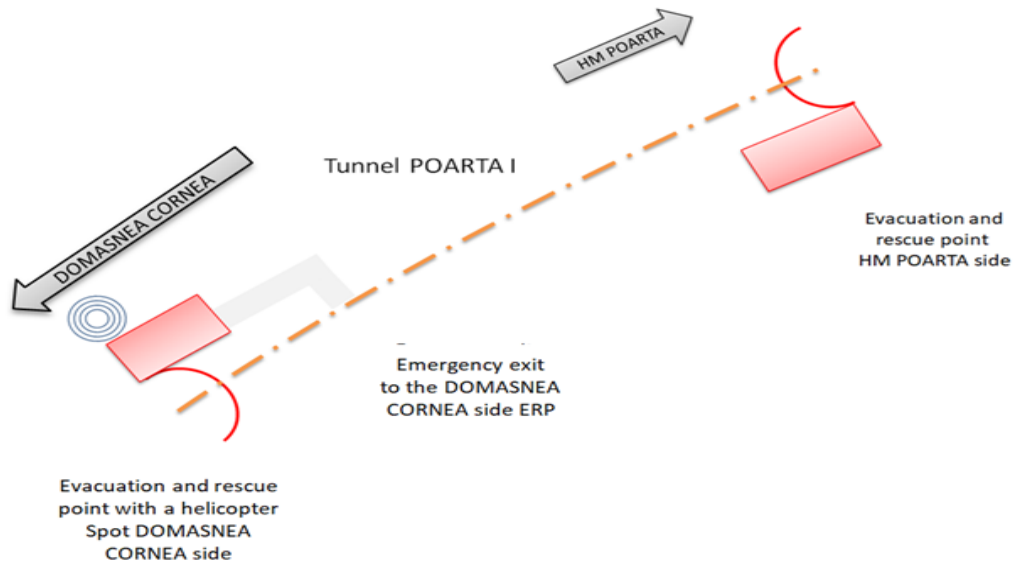 HM POARTA
Tunnel POARTA I
DOMASNEA CORNEA
Evacuation and
rescue point
HM POARTA side
Emergency exit
to the DOMASNEA
CORNEA side ERP
Evacuation and rescue
point with a helicopter
Spot DOMASNEA
CORNEA side